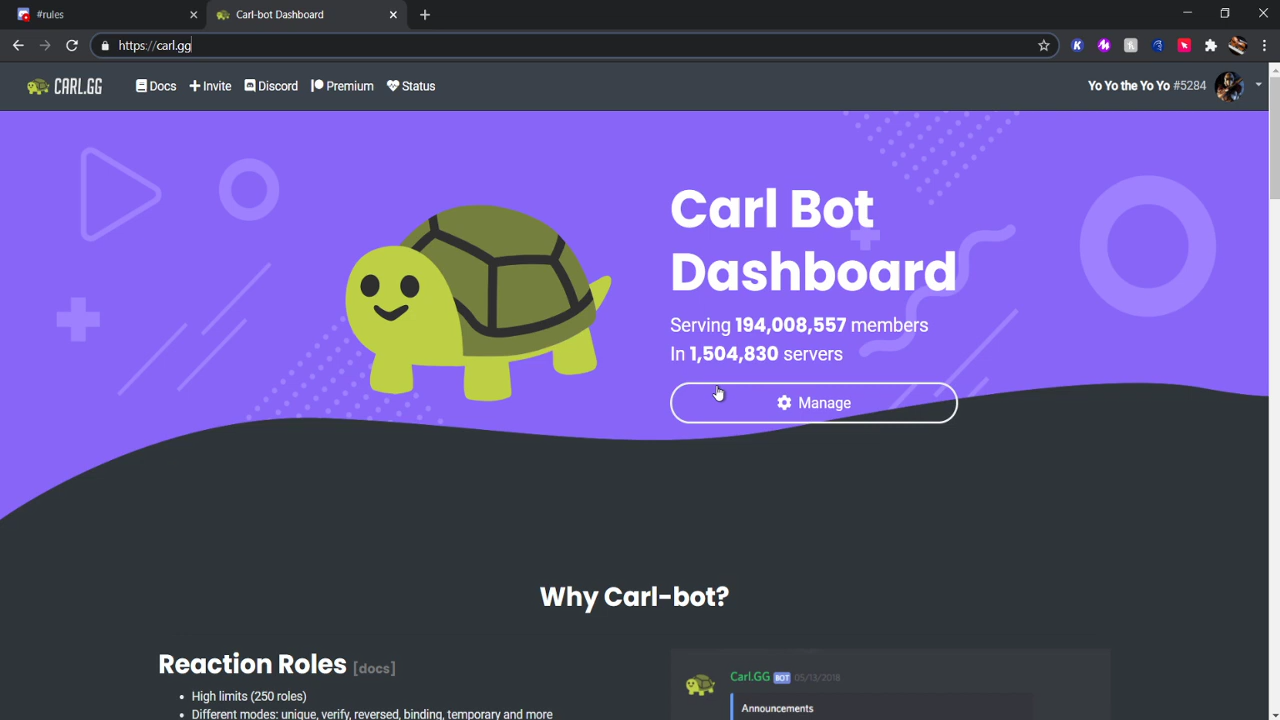 #rules
Carl-bot Dashboard
https://carl.gg
CARL.GG
Docs
Invite
Discord
Premium
Status
Yo Yo the Yo Yo #5284
Carl Bot
Dashboard
Serving 194,008,557 members
In 1,504,830 servers
Manage
Why Carl-bot?
Reaction Roles [docs]
High limits (250 roles)
Different modes: unique, verify, reversed, binding, temporary and more
Carl.GG BOT 05/13/2018
Announcements